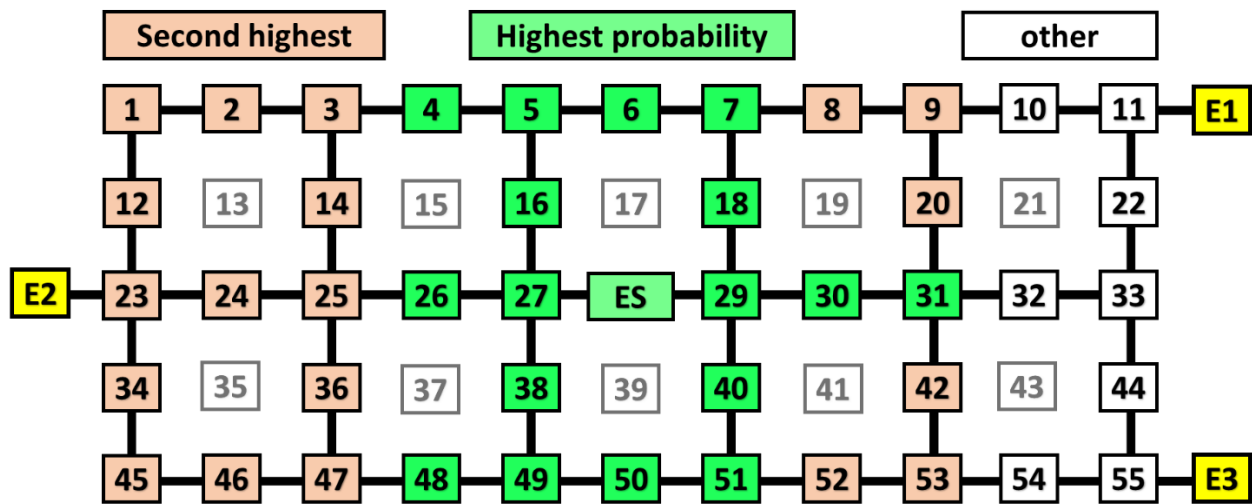 Second highest Highest probability other
1 2 3 4 5 6 7 8 9 10 11 E1
12 13 14 15 16 17 18 19 20 21 22
E2 23 24 25 26 27 ES 29 30 31 32 33
34 35 36 37 38 39 40 41 42 43 44
45 46 47 48 49 50 51 52 53 54 55 E3